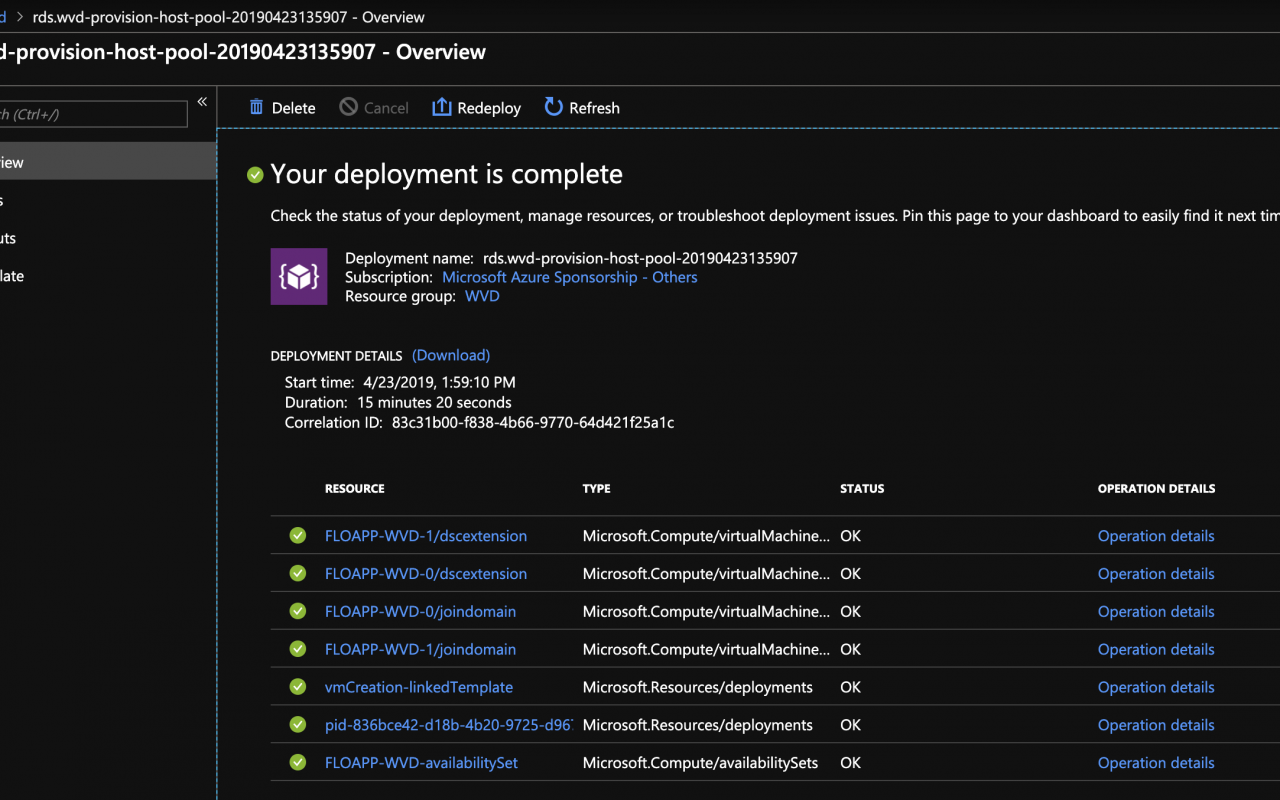 d > rds.wvd-provision-host-pool-20190423135907 - Overview
d-provision-host-pool-20190423135907 - Overview
ch (Ctrl+/)
«
Delete Cancel Redeploy Refresh
iew
s
uts
late
Your deployment is complete
Check the status of your deployment, manage resources, or troubleshoot deployment issues. Pin this page to your dashboard to easily find it next tim
Deployment name: rds.wvd-provision-host-pool-20190423135907
Subscription: Microsoft Azure Sponsorship - Others
Resource group: WVD
DEPLOYMENT DETAILS (Download)
Start time: 4/23/2019, 1:59:10 PM
Duration: 15 minutes 20 seconds
Correlation ID: 83c31b00-f838-4b66-9770-64d421f25a1c
RESOURCE TYPE STATUS OPERATION DETAILS
FLOAPP-WVD-1/dscextension Microsoft.Compute/virtualMachine... OK Operation details
FLOAPP-WVD-0/dscextension Microsoft.Compute/virtualMachine... OK Operation details
FLOAPP-WVD-0/joindomain Microsoft.Compute/virtualMachine... OK Operation details
FLOAPP-WVD-1/joindomain Microsoft.Compute/virtualMachine... OK Operation details
vmCreation-linkedTemplate Microsoft.Resources/deployments OK Operation details
pid-836bce42-d18b-4b20-9725-d967 Microsoft.Resources/deployments OK Operation details
FLOAPP-WVD-availabilitySet Microsoft.Compute/availabilitySets OK Operation details